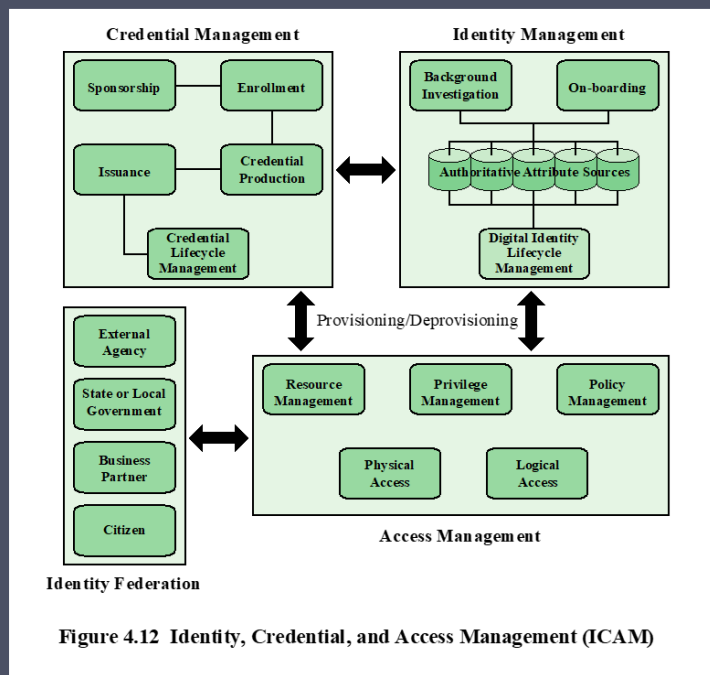 Credential Management
Sponsorship
Enrollment
Issuance
Credential
Production
Credential
Lifecycle
Management
Identity Management
Background
Investigation
On-boarding
Authoritative Attribute Sources
Digital Identity
Lifecycle
Management
Provisioning/Deprovisioning
External
Agency
State or Local
Government
Business
Partner
Citizen
Identity Federation
Resource
Management
Privilege
Management
Policy
Management
Physical
Access
Logical
Access
Access Management
Figure 4.12 Identity, Credential, and Access Management (ICAM)